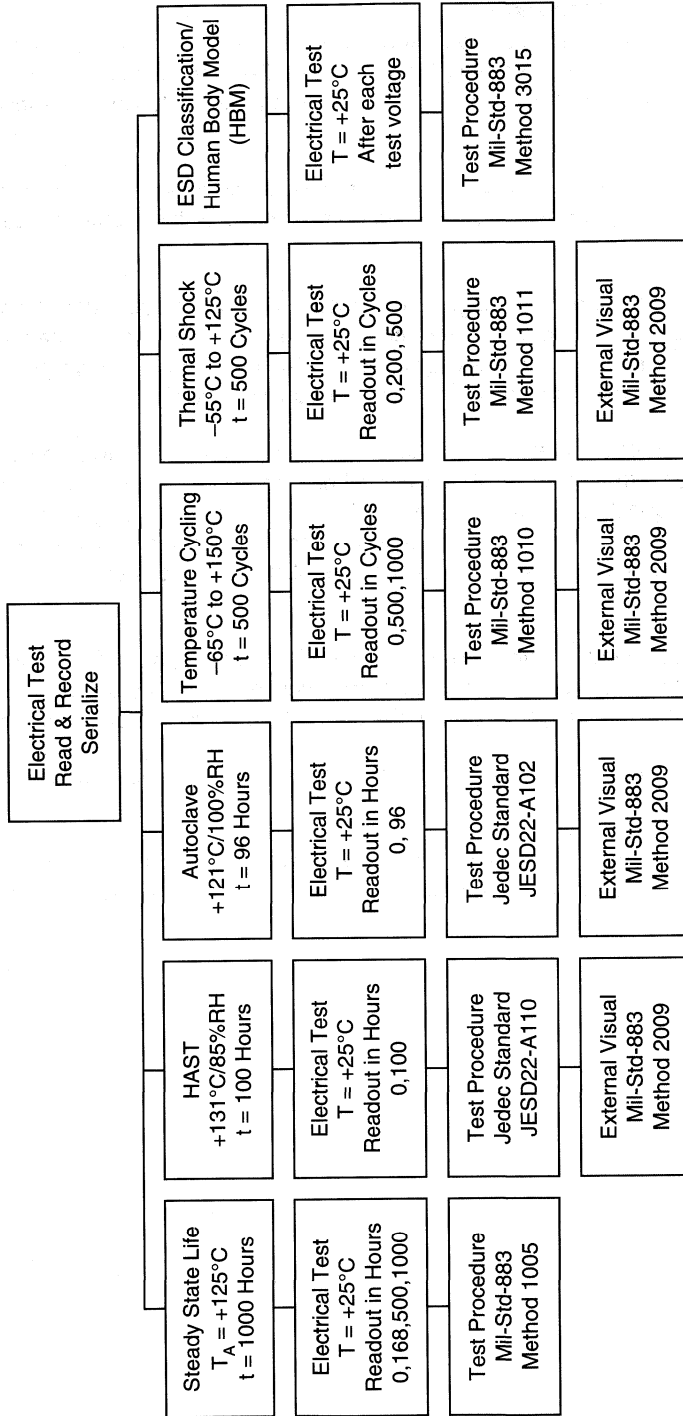 Electrical Test
Read & Record
Serialize
Steady State Life
TA = +125°C
t = 1000 Hours
Electrical Test
T = +25°C
Readout in Hours
0,168,500,1000
Test Procedure
Mil-Std-883
Method 1005
HAST
+131°C/85%RH
t = 100 Hours
Electrical Test
T = +25°C
Readout in Hours
0,100
Test Procedure
Jedec Standard
JESD22-A110
External Visual
Mil-Std-883
Method 2009
Autoclave
+121°C/100%RH
t = 96 Hours
Electrical Test
T = +25°C
Readout in Hours
0, 96
Test Procedure
Jedec Standard
JESD22-A102
External Visual
Mil-Std-883
Method 2009
Temperature Cycling
–65°C to +150°C
t = 500 Cycles
Electrical Test
T = +25°C
Readout in Cycles
0,500,1000
Test Procedure
Mil-Std-883
Method 1010
External Visual
Mil-Std-883
Method 2009
Thermal Shock
–55°C to +125°C
t = 500 Cycles
Electrical Test
T = +25°C
Readout in Cycles
0,200, 500
Test Procedure
Mil-Std-883
Method 1011
External Visual
Mil-Std-883
Method 2009
ESD Classification/
Human Body Model
(HBM)
Electrical Test
T = +25°C
After each
test voltage
Test Procedure
Mil-Std-883
Method 3015